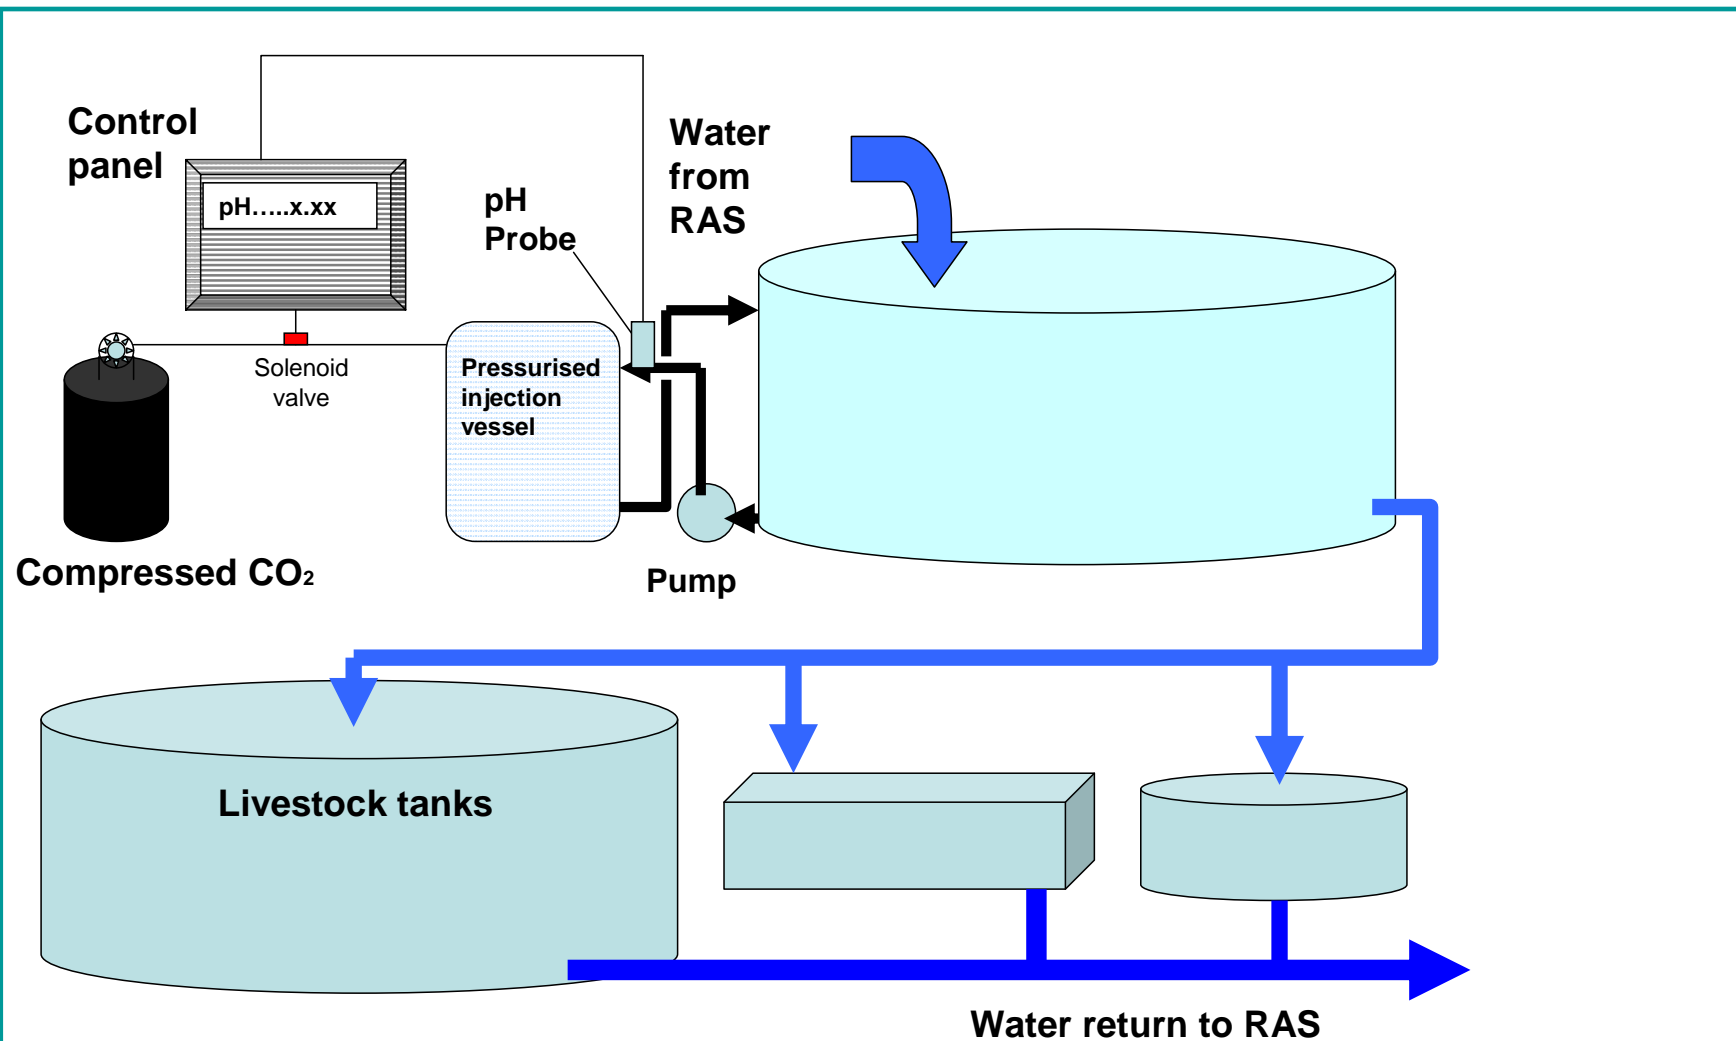 Control
panel
pH…..x.xx
pH
Probe
Water
from
RAS
Solenoid
valve
Pressurised
injection
vessel
Compressed CO₂
Pump
Livestock tanks
Water return to RAS